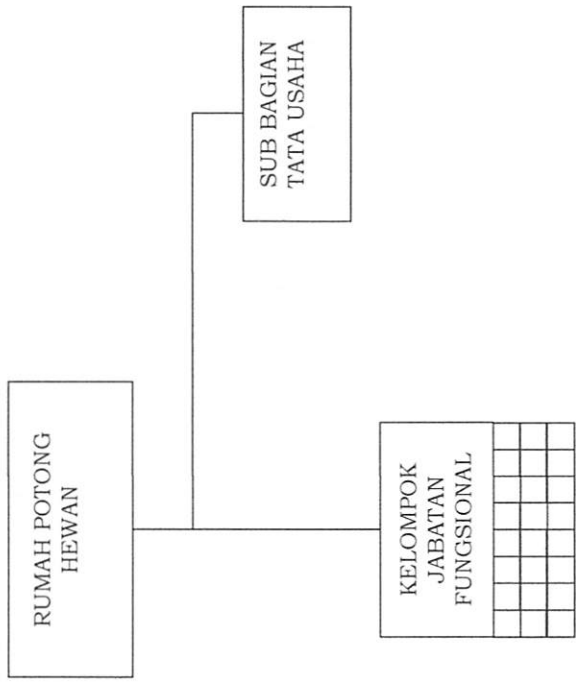 RUMAH POTONG
HEWAN
SUB BAGIAN
TATA USAHA
KELOMPOK
JABATAN
FUNGSIONAL